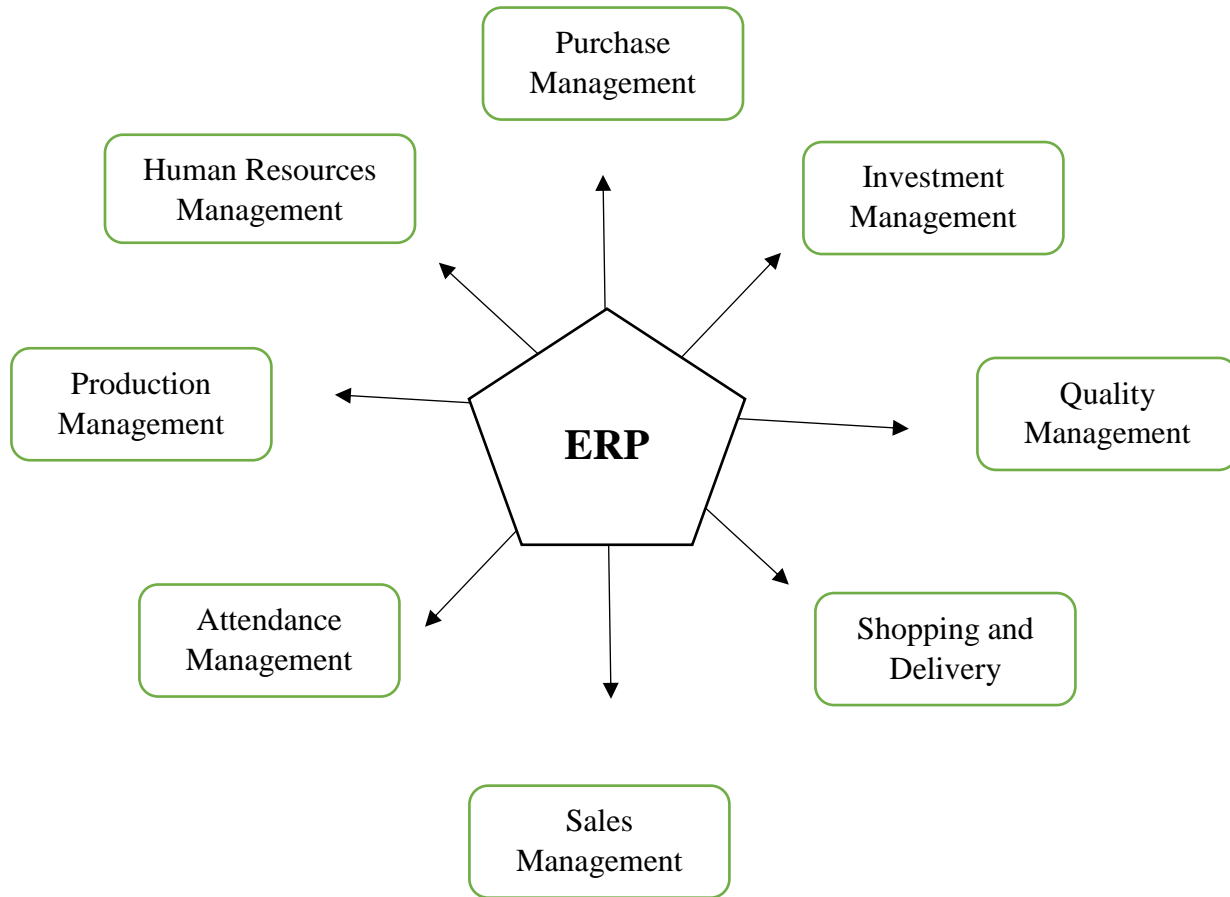 Purchase
Management
Human Resources
Management
Investment
Management
Production
Management
ERP
Quality
Management
Attendance
Management
Shopping and
Delivery
Sales
Management